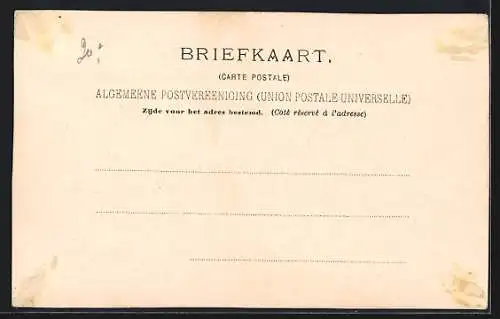 20,-
BRIEFKAART.
(CARTE POSTALE)
ALGEMEENE POSTVEREENIGING (UNION POSTALE UNIVERSELLE)
Zijde voor het adres bestemd. (Côté réservé à l'adresse)